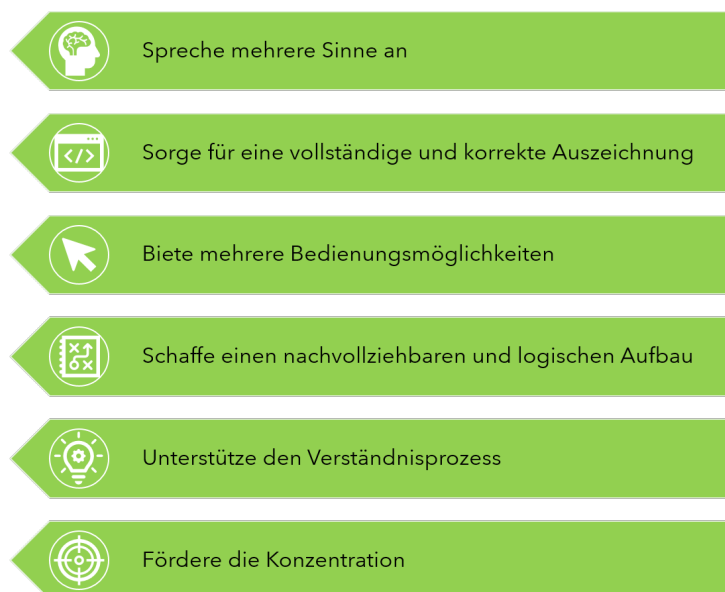 Spreche mehrere Sinne an
</>
Sorge für eine vollständige und korrekte Auszeichnung
Biete mehrere Bedienungsmöglichkeiten
Schaffe einen nachvollziehbaren und logischen Aufbau
Unterstütze den Verständnisprozess
Fördere die Konzentration